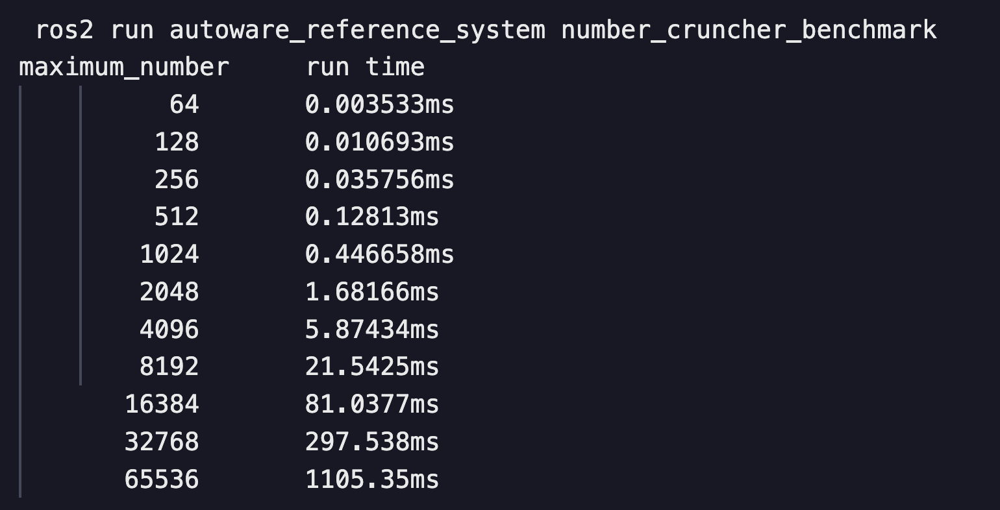 ros2 run autoware_reference_system number_cruncher_benchmark
maximum_number     run time
64       0.003533ms
128       0.010693ms
256       0.035756ms
512       0.12813ms
1024       0.446658ms
2048       1.68166ms
4096       5.87434ms
8192       21.5425ms
16384       81.0377ms
32768       297.538ms
65536       1105.35ms